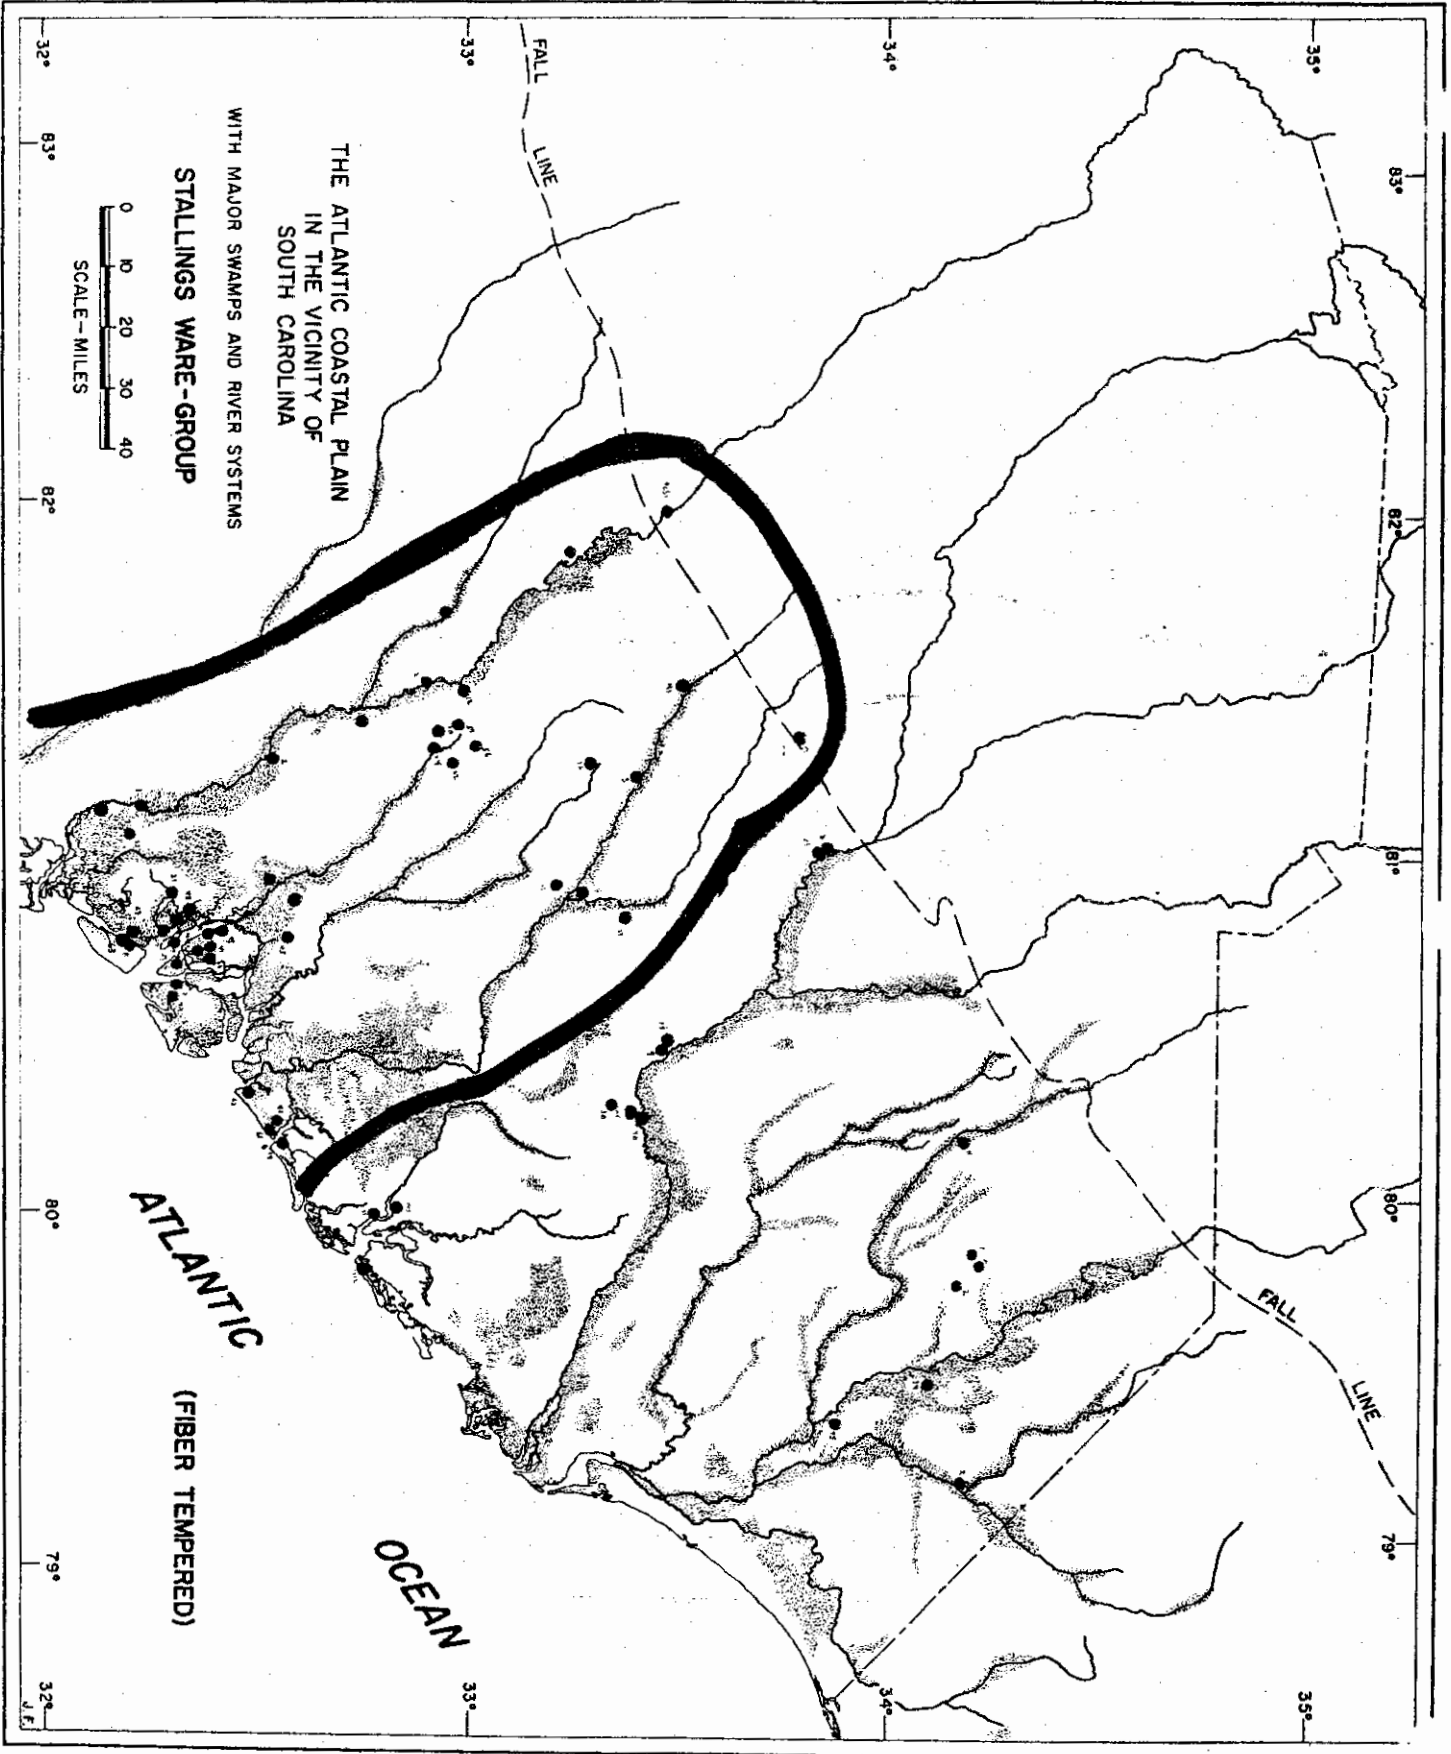 THE ATLANTIC COASTAL PLAIN
IN THE VICINITY OF
SOUTH CAROLINA
WITH MAJOR SWAMPS AND RIVER SYSTEMS
STALLINGS WARE-GROUP
0 10 20 30 40
SCALE-MILES
83°
82°
81°
80°
79°
35°
34°
33°
32°
FALL
LINE
FALL
LINE
35°
34°
33°
32°
83°
82°
80°
79°
ATLANTIC
OCEAN
(FIBER TEMPERED)
J.F.